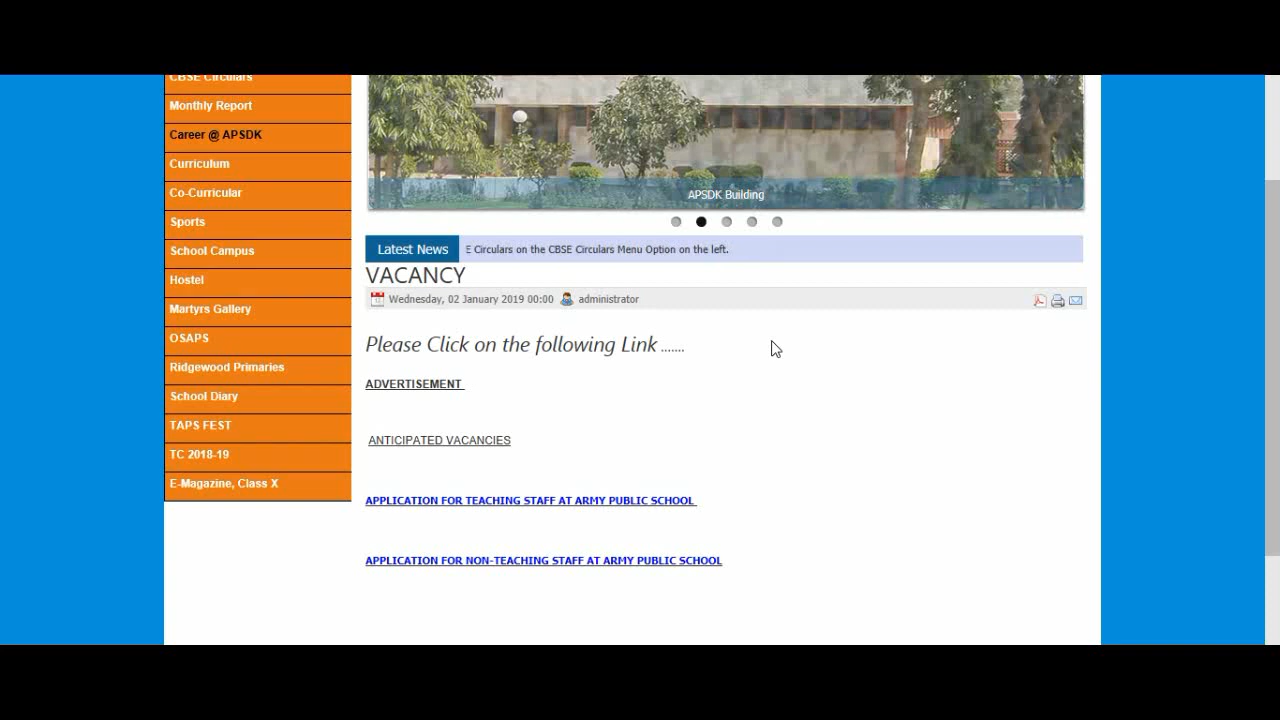 CBSE Circulars
Monthly Report
Career @ APSDK
Curriculum
Co-Curricular
Sports
School Campus
Hostel
Martyrs Gallery
OSAPS
Ridgewood Primaries
School Diary
TAPS FEST
TC 2018-19
E-Magazine, Class X
APSDK Building
Latest News E Circulars on the CBSE Circulars Menu Option on the left.
VACANCY
Wednesday, 02 January 2019 00:00 administrator
Please Click on the following Link .......
ADVERTISEMENT
ANTICIPATED VACANCIES
APPLICATION FOR TEACHING STAFF AT ARMY PUBLIC SCHOOL
APPLICATION FOR NON-TEACHING STAFF AT ARMY PUBLIC SCHOOL